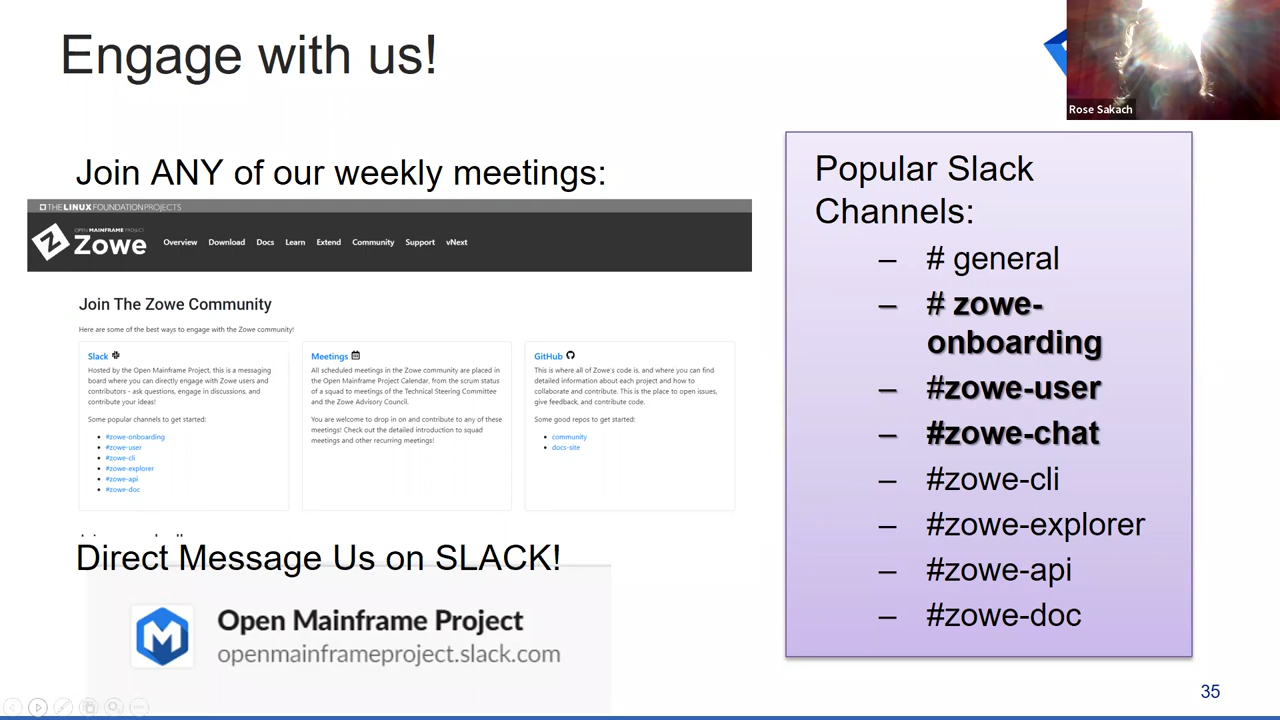 Engage with us!
Rose Sakach
Join ANY of our weekly meetings:
THE LINUX FOUNDATION PROJECTS
OPEN MAINFRAME PROJECT
Zowe
Overview Download Docs Learn Extend Community Support vNext
Join The Zowe Community
Here are some of the best ways to engage with the Zowe community!
Slack
Hosted by the Open Mainframe Project, this is a messaging
board where you can directly engage with Zowe users and
contributors - ask questions, engage in discussions, and
contribute your ideas!
Some popular channels to get started:
#zowe-onboarding
#zowe-user
#zowe-cli
#zowe-explorer
#zowe-api
#zowe-doc
Meetings
All scheduled meetings in the Zowe community are placed in
the Open Mainframe Project Calendar, from the scrum status
of a squad to meetings of the Technical Steering Committee
and the Zowe Advisory Council.
You are welcome to drop in on and contribute to any of these
meetings! Check out the detailed introduction to squad
meetings and other recurring meetings!
GitHub
This is where all of Zowe's code is, and where you can find
detailed information about each project and how to
collaborate and contribute. This is the place to open issues,
give feedback, and contribute code.
Some good repos to get started:
community
docs-site
Direct Message Us on SLACK!
Open Mainframe Project
openmainframeproject.slack.com
Popular Slack
Channels:
– # general
– # zowe-
onboarding
– #zowe-user
– #zowe-chat
– #zowe-cli
– #zowe-explorer
– #zowe-api
– #zowe-doc
35